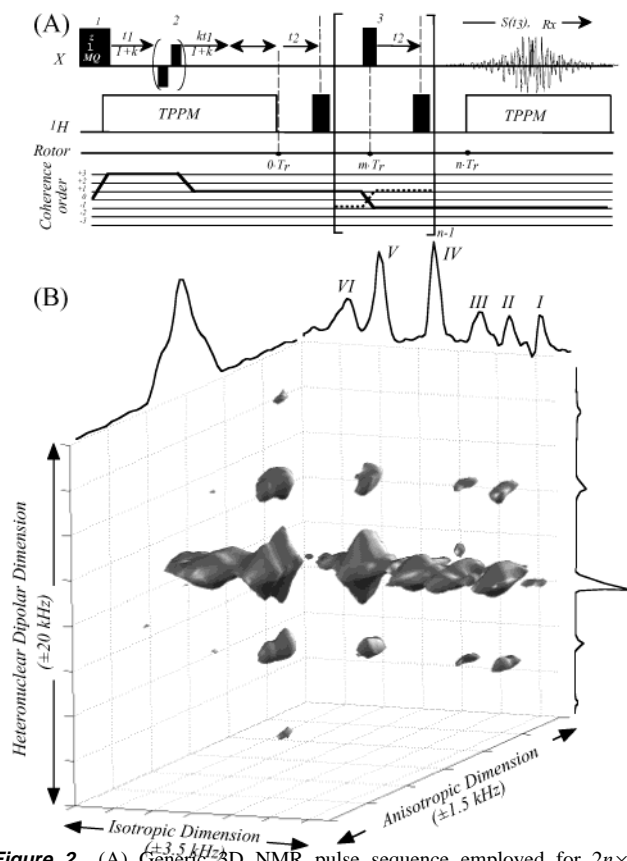 (A)
1
2
3
z
1
MQ
t1
1+k
kt1
1+k
t2
t2
S(t3), Rx
X
TPPM
TPPM
1H
Rotor
0·Tr
m·Tr
n·Tr
Coherence
order
n-1
(B)
VI
V
IV
III
II
I
Heteronuclear Dipolar Dimension
(±20 kHz)
Isotropic Dimension
(±3.5 kHz)
Anisotropic Dimension
(±1.5 kHz)
Figure 2. (A) Generic 3D NMR pulse sequence employed for 2n×